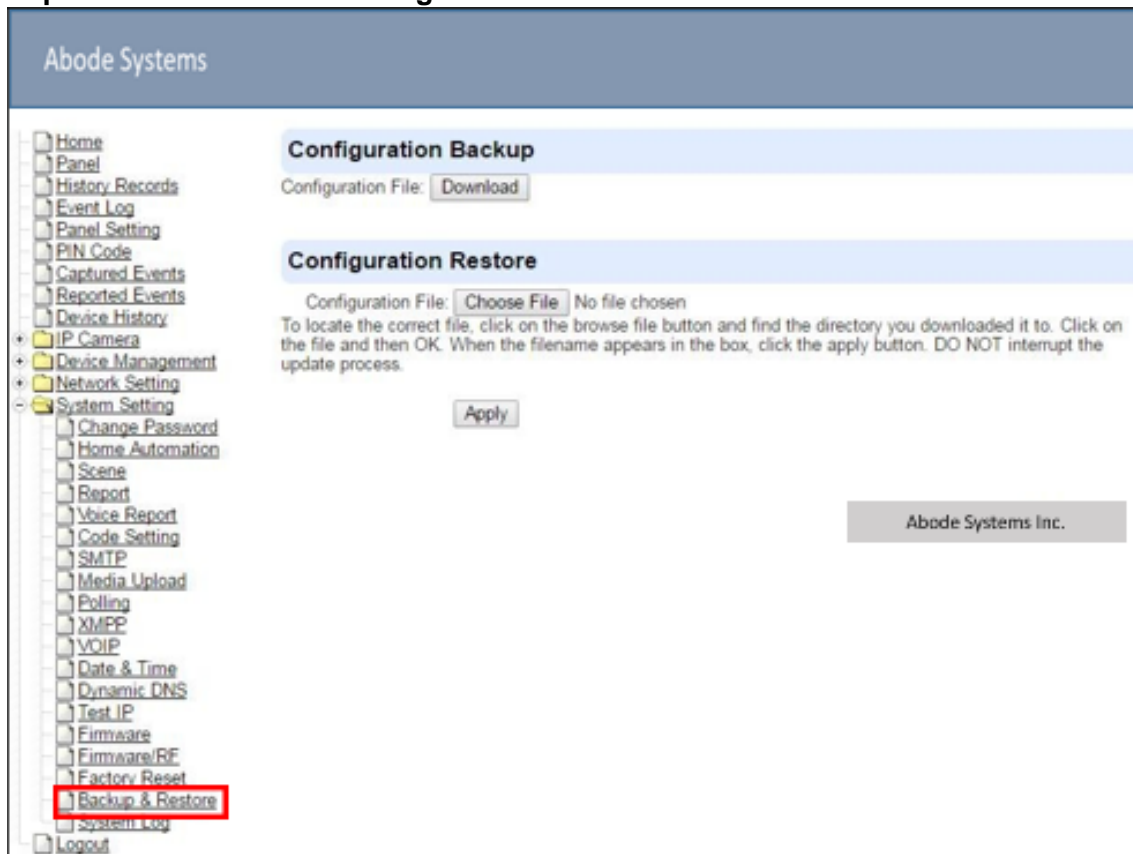 Abode Systems
Home
Panel
History Records
Event Log
Panel Setting
PIN Code
Captured Events
Reported Events
Device History
IP Camera
Device Management
Network Setting
System Setting
Change Password
Home Automation
Scene
Report
Voice Report
Code Setting
SMTP
Media Upload
Polling
XMPP
VOIP
Date & Time
Dynamic DNS
Test IP
Firmware
Firmware/RF
Factory Reset
Backup & Restore
System Log
Logout
Configuration Backup
Configuration File: Download
Configuration Restore
Configuration File: Choose File No file chosen
To locate the correct file, click on the browse file button and find the directory you downloaded it to. Click on
the file and then OK. When the filename appears in the box, click the apply button. DO NOT interrupt the
update process.
Apply
Abode Systems Inc.